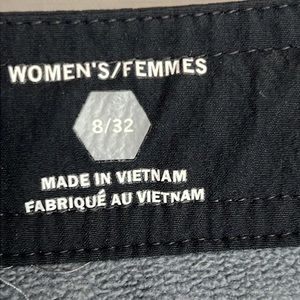 WOMEN'S/FEMMES
8/32
MADE IN VIETNAM
FABRIQUÉ AU VIETNAM